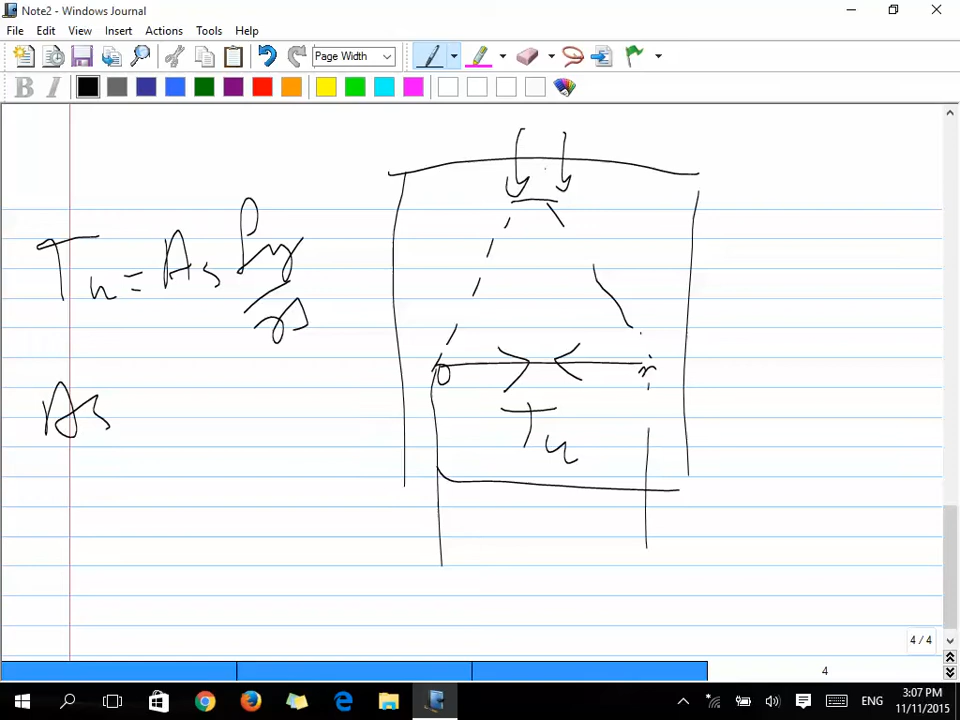 Note2 - Windows Journal
File Edit View Insert Actions Tools Help
Page Width
B I
Tu = As fy
γs
As
Tu
4 / 4
4
ENG
3:07 PM
11/11/2015